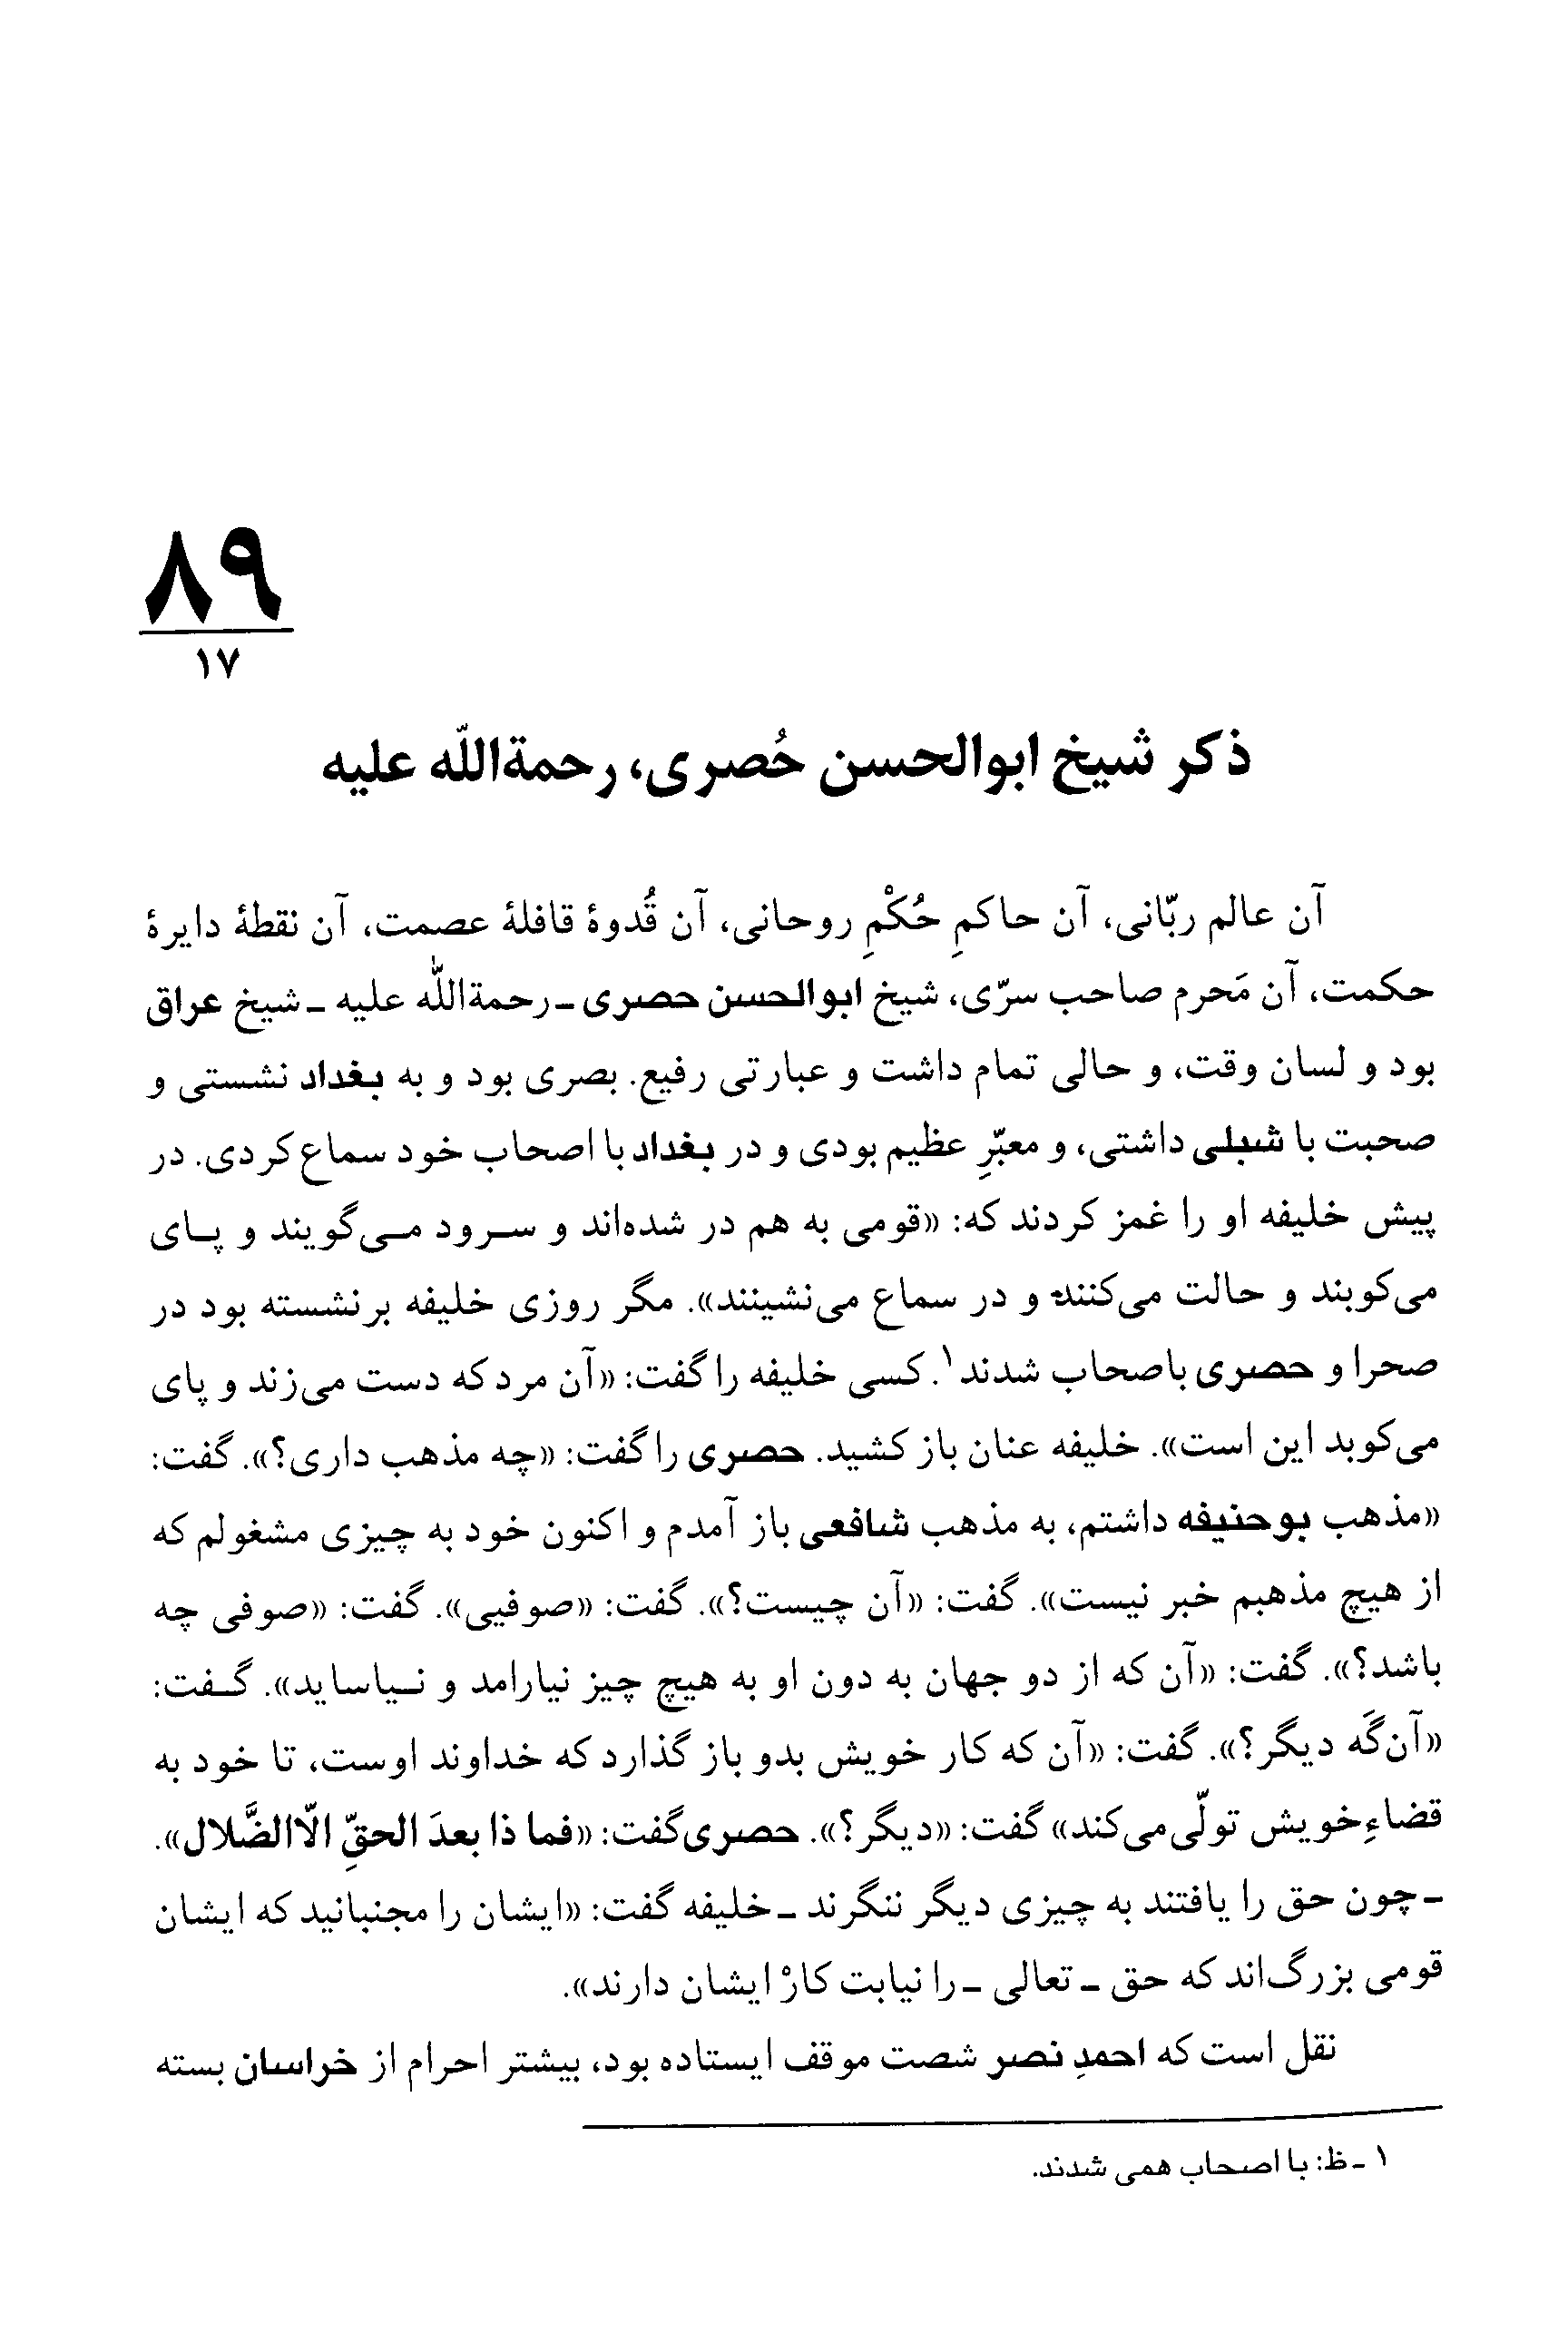 ۸۹
۱۷
ذکر شیخ ابوالحسن حُصری، رحمةاللّه علیه
آن عالم ربّانی، آن حاکمِ حُکْمِ روحانی، آن قُدوۀ قافلۀ عصمت، آن نقطۀ دایرۀ
حکمت، آن مَحرم صاحب سرّی، شیخ ابوالحسن حصری ـ رحمةاللّه علیه ـ شیخ عراق
بود و لسان وقت، و حالی تمام داشت و عبارتی رفیع. بصری بود و به بغداد نشستی و
صحبت با شبلی داشتی، و معبّرِ عظیم بودی و در بغداد با اصحاب خود سماع کردی. در
پیش خلیفه او را غمز کردند که: «قومی به هم در شده‌اند و سرود می‌گویند و پای
می‌کوبند و حالت می‌کنند و در سماع می‌نشینند». مگر روزی خلیفه برنشسته بود در
صحرا و حصری باصحاب شدند۱. کسی خلیفه را گفت: «آن مرد که دست می‌زند و پای
می‌کوبد این است». خلیفه عنان باز کشید. حصری را گفت: «چه مذهب داری؟». گفت:
«مذهب بوحنیفه داشتم، به مذهب شافعی باز آمدم و اکنون خود به چیزی مشغولم که
از هیچ مذهبم خبر نیست». گفت: «آن چیست؟». گفت: «صوفیی». گفت: «صوفی چه
باشد؟». گفت: «آن که از دو جهان به دون او به هیچ چیز نیارامد و نیاساید». گفت:
«آن‌گَه دیگر؟». گفت: «آن که کار خویش بدو باز گذارد که خداوند اوست، تا خود به
قضاءِ خویش تولّی می‌کند» گفت: «دیگر؟». حصری گفت: «فما ذا بعدَ الحقِّ الّاالضَّلال».
ـ چون حق را یافتند به چیزی دیگر ننگرند ـ خلیفه گفت: «ایشان را مجنبانید که ایشان
قومی بزرگ‌اند که حق ـ تعالی ـ را نیابت کارْ ایشان دارند».
نقل است که احمدِ نصر شصت موقف ایستاده بود، بیشتر احرام از خراسان بسته
۱ ـ ظ: با اصحاب همی شدند.